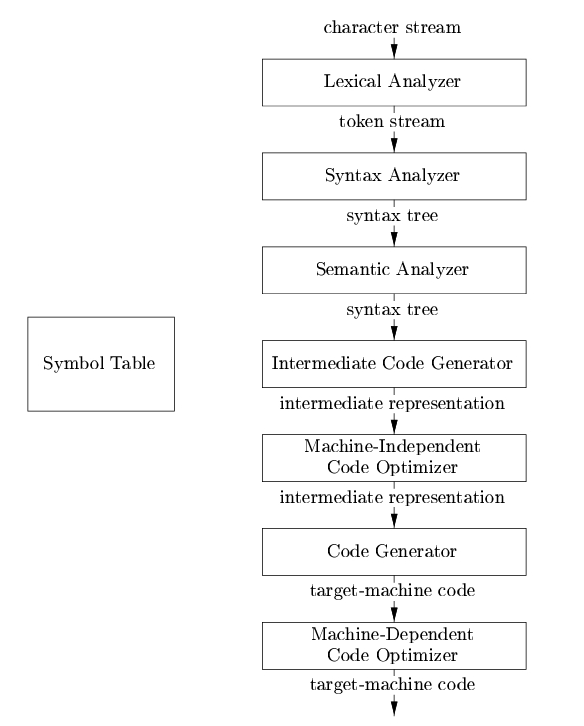 character stream
Lexical Analyzer
token stream
Syntax Analyzer
syntax tree
Semantic Analyzer
syntax tree
Symbol Table
Intermediate Code Generator
intermediate representation
Machine-Independent
Code Optimizer
intermediate representation
Code Generator
target-machine code
Machine-Dependent
Code Optimizer
target-machine code